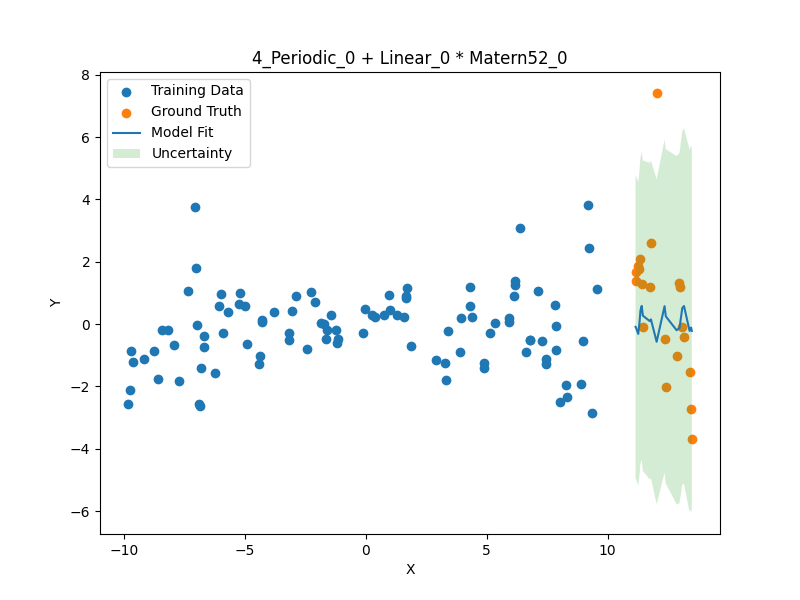 4_Periodic_0 + Linear_0 * Matern52_0
Training Data
Ground Truth
Model Fit
Uncertainty
8
6
4
2
0
−2
−4
−6
Y
−10
−5
0
5
10
X